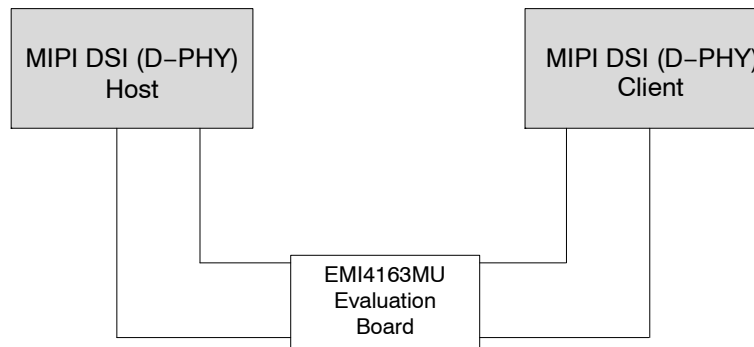 MIPI DSI (D−PHY)
Host
MIPI DSI (D−PHY)
Client
EMI4163MU
Evaluation
Board